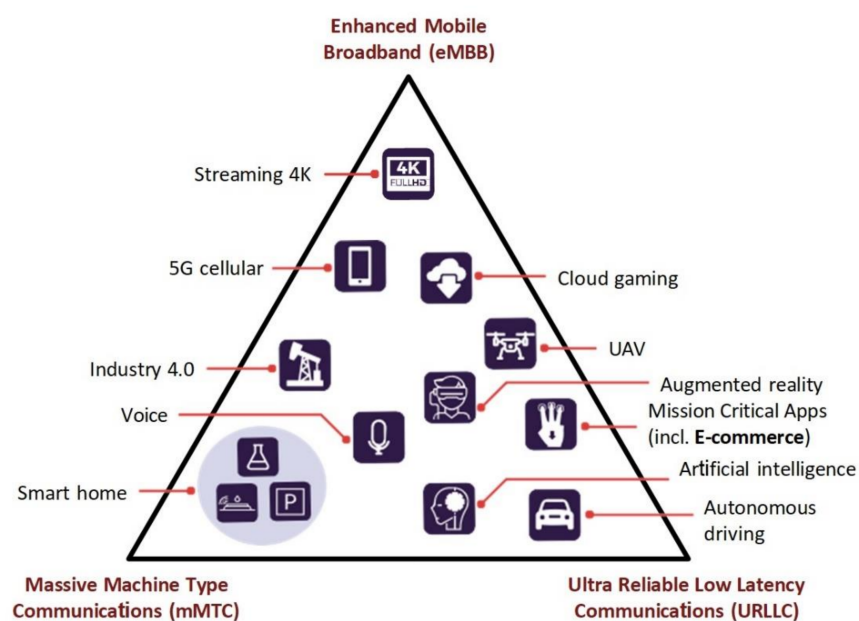 Enhanced Mobile
Broadband (eMBB)
Streaming 4K
4K
FULLHD
5G cellular
Cloud gaming
UAV
Industry 4.0
Augmented reality
Voice
Mission Critical Apps
(incl. E-commerce)
Artificial intelligence
Smart home
P
Autonomous
driving
Massive Machine Type
Communications (mMTC)
Ultra Reliable Low Latency
Communications (URLLC)